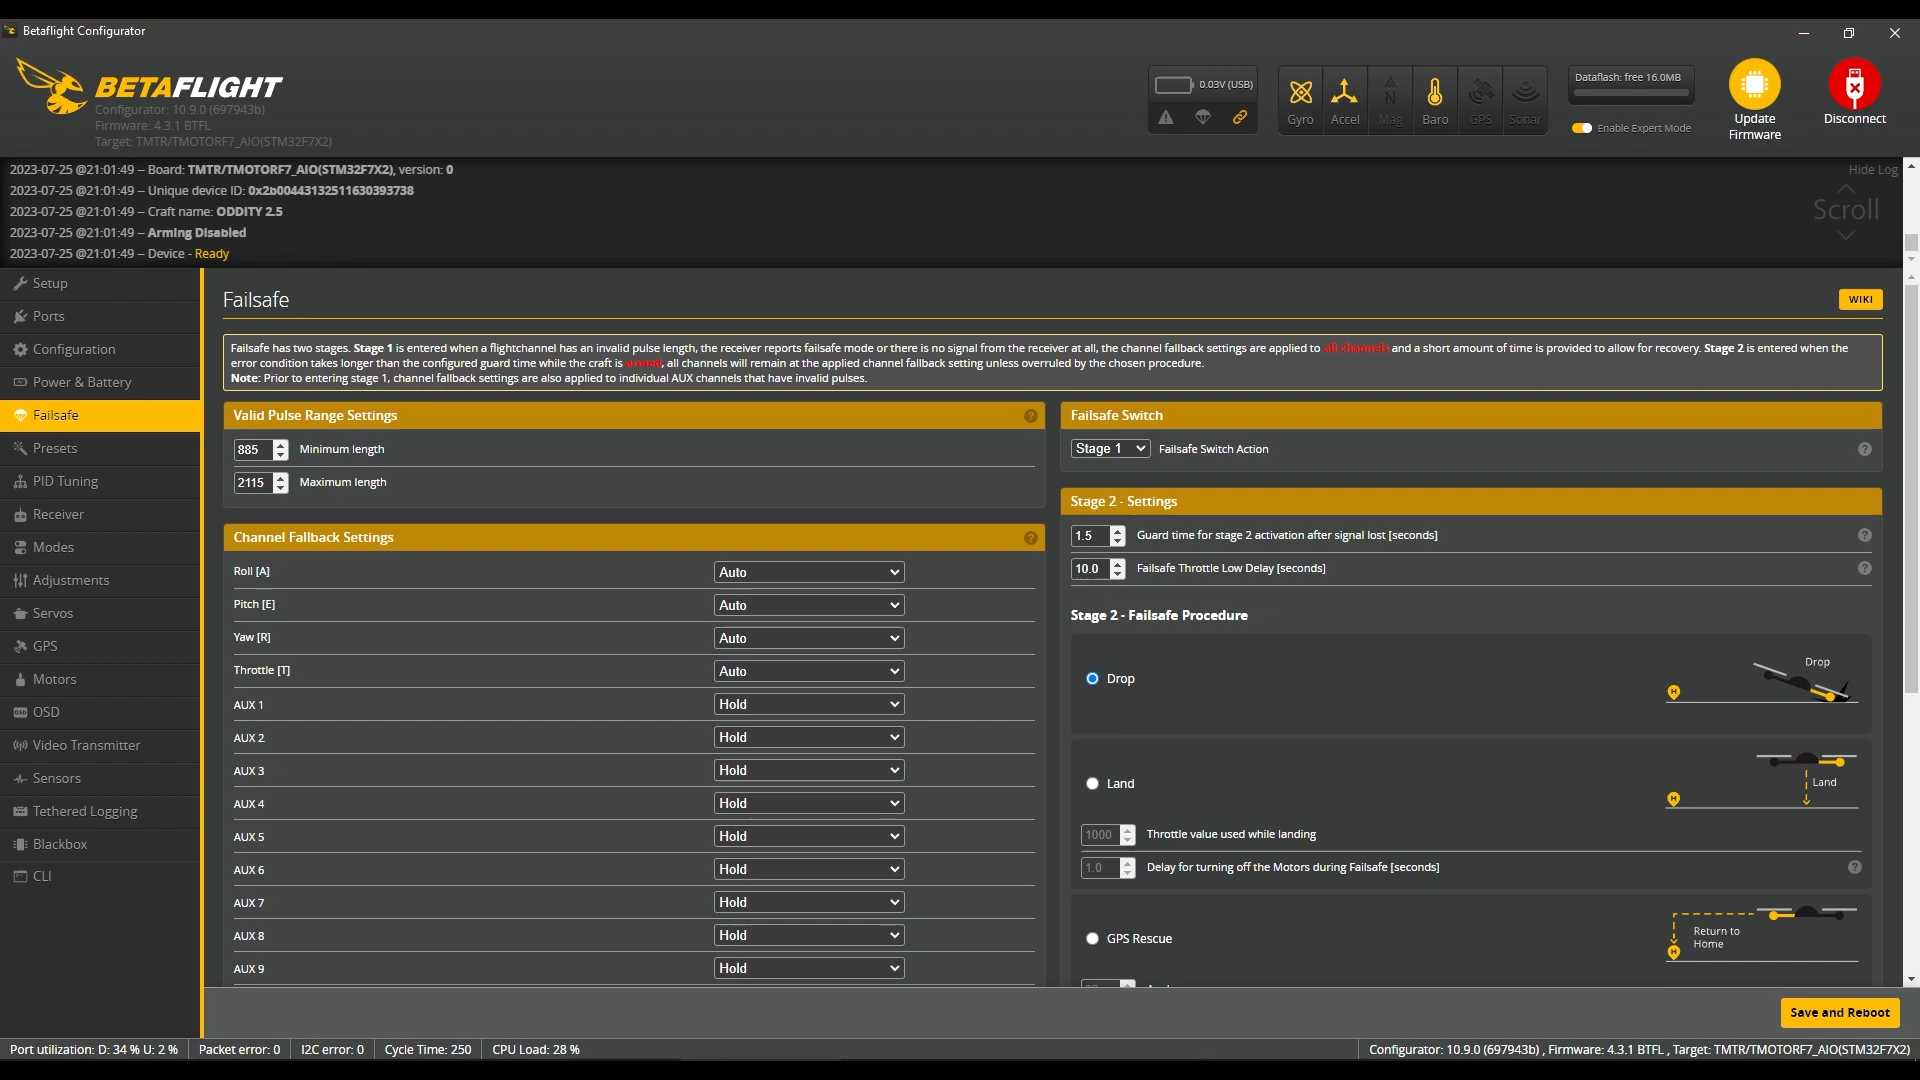 Betaflight Configurator
BETAFLIGHT
Configurator: 10.9.0 (697943b)
Firmware: 4.3.1 BTFL
Target: TMTR/TMOTORF7_AIO(STM32F7X2)
0.03V (USB)
Gyro
Accel
Mag
Baro
GPS
Sonar
Dataflash: free 16.0MB
Enable Expert Mode
Update
Firmware
Disconnect
2023-07-25 @21:01:49 -- Board: TMTR/TMOTORF7_AIO(STM32F7X2), version: 0
2023-07-25 @21:01:49 -- Unique device ID: 0x2b00443132511630393738
2023-07-25 @21:01:49 -- Craft name: ODDITY 2.5
2023-07-25 @21:01:49 -- Arming Disabled
2023-07-25 @21:01:49 -- Device - Ready
Hide Log
Scroll
Setup
Ports
Configuration
Power & Battery
Failsafe
Presets
PID Tuning
Receiver
Modes
Adjustments
Servos
GPS
Motors
OSD
Video Transmitter
Sensors
Tethered Logging
Blackbox
CLI
Failsafe
WIKI
Failsafe has two stages. Stage 1 is entered when a flightchannel has an invalid pulse length, the receiver reports failsafe mode or there is no signal from the receiver at all, the channel fallback settings are applied to all channels and a short amount of time is provided to allow for recovery. Stage 2 is entered when the
error condition takes longer than the configured guard time while the craft is armed, all channels will remain at the applied channel fallback setting unless overruled by the chosen procedure.
Note: Prior to entering stage 1, channel fallback settings are also applied to individual AUX channels that have invalid pulses.
Valid Pulse Range Settings
885 Minimum length
2115 Maximum length
Channel Fallback Settings
Roll [A] Auto
Pitch [E] Auto
Yaw [R] Auto
Throttle [T] Auto
AUX 1 Hold
AUX 2 Hold
AUX 3 Hold
AUX 4 Hold
AUX 5 Hold
AUX 6 Hold
AUX 7 Hold
AUX 8 Hold
AUX 9 Hold
Failsafe Switch
Stage 1 Failsafe Switch Action
Stage 2 - Settings
1.5 Guard time for stage 2 activation after signal lost [seconds]
10.0 Failsafe Throttle Low Delay [seconds]
Stage 2 - Failsafe Procedure
Drop
Drop
Land
Land
1000 Throttle value used while landing
1.0 Delay for turning off the Motors during Failsafe [seconds]
GPS Rescue
Return to
Home
Save and Reboot
Port utilization: D: 34 % U: 2 %
Packet error: 0
I2C error: 0
Cycle Time: 250
CPU Load: 28 %
Configurator: 10.9.0 (697943b) , Firmware: 4.3.1 BTFL , Target: TMTR/TMOTORF7_AIO(STM32F7X2)